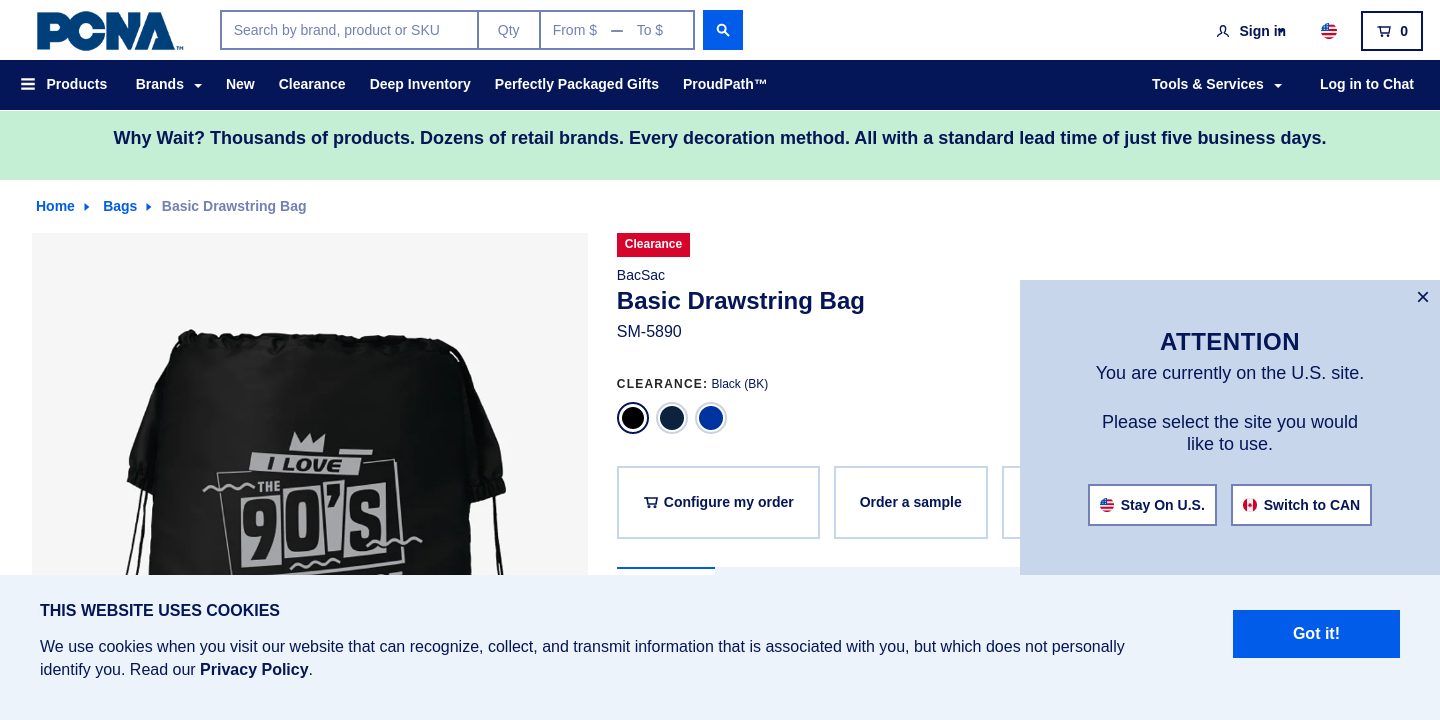 PCNA™
Search by brand, product or SKU
Qty
From $ — To $
Sign in
0
Products
Brands
New
Clearance
Deep Inventory
Perfectly Packaged Gifts
ProudPath™
Tools & Services
Log in to Chat
Why Wait? Thousands of products. Dozens of retail brands. Every decoration method. All with a standard lead time of just five business days.
Home
Bags
Basic Drawstring Bag
Clearance
BacSac
Basic Drawstring Bag
SM-5890
CLEARANCE: Black (BK)
Configure my order
Order a sample
I LOVE
THE
90'S
×
ATTENTION
You are currently on the U.S. site.
Please select the site you would
like to use.
Stay On U.S.
Switch to CAN
THIS WEBSITE USES COOKIES
We use cookies when you visit our website that can recognize, collect, and transmit information that is associated with you, but which does not personally
identify you. Read our Privacy Policy.
Got it!